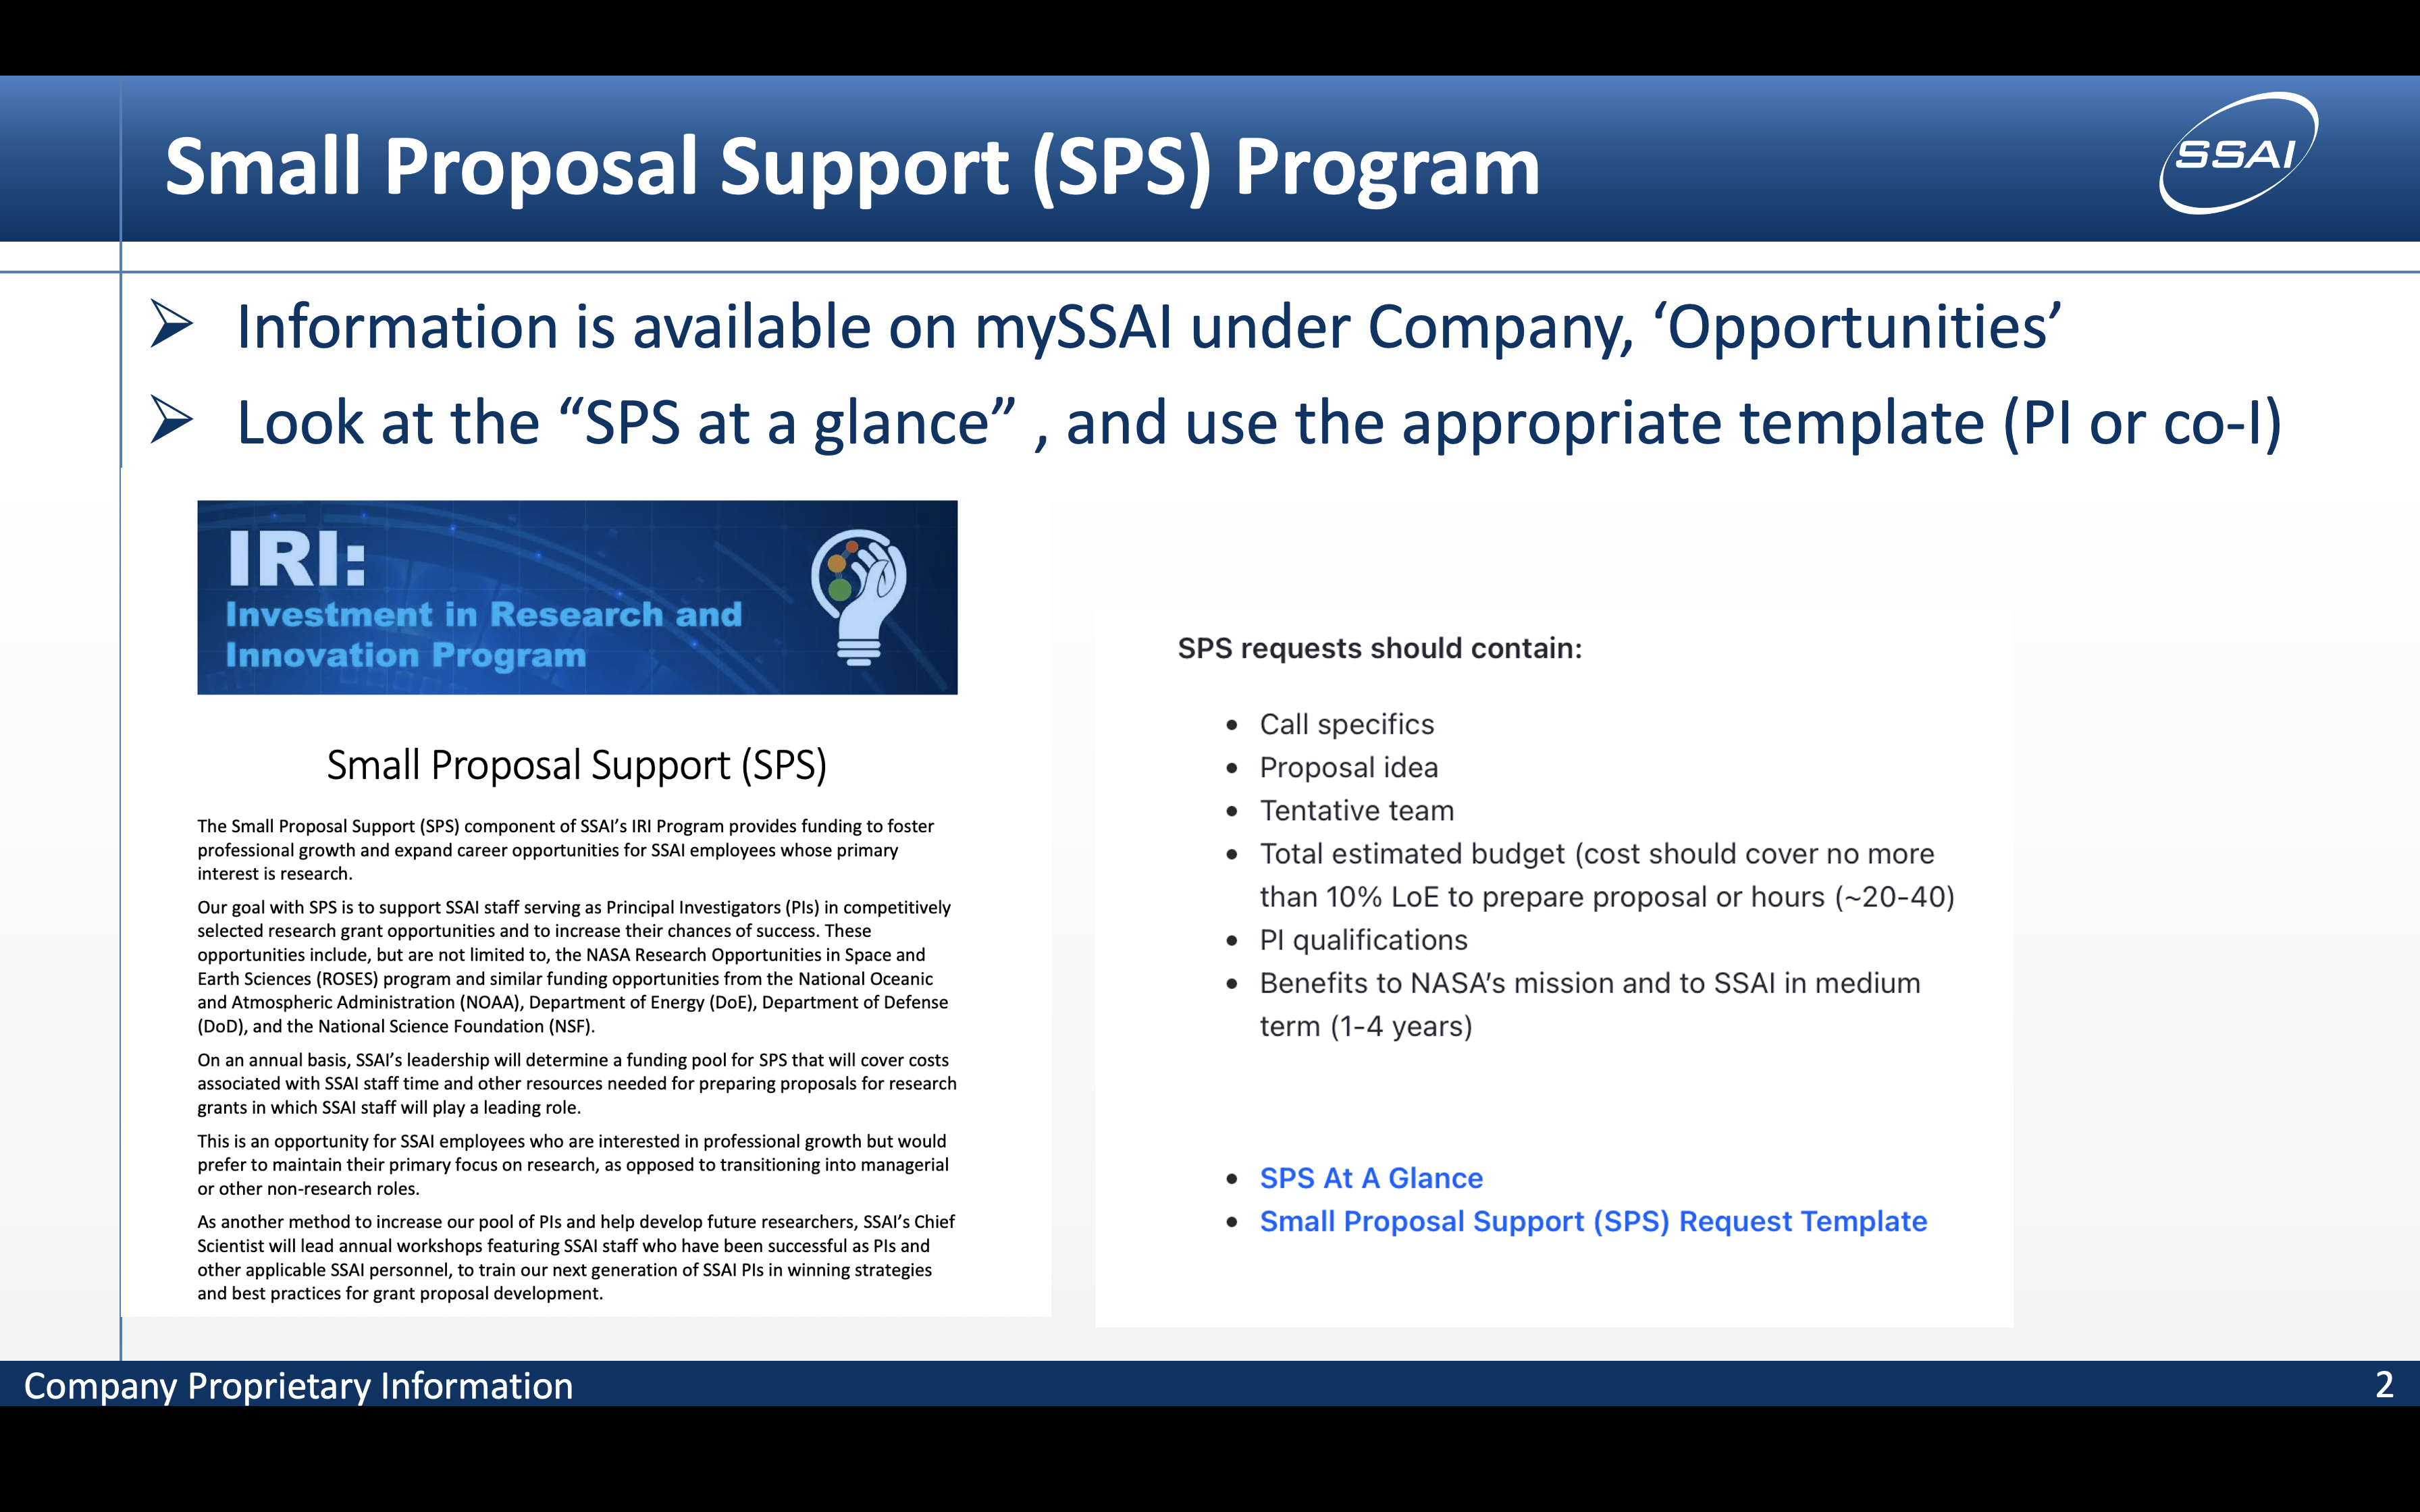 Small Proposal Support (SPS) Program
SSAI
Information is available on mySSAI under Company, ‘Opportunities’
Look at the “SPS at a glance” , and use the appropriate template (PI or co-I)
IRI:
Investment in Research and
Innovation Program
Small Proposal Support (SPS)
The Small Proposal Support (SPS) component of SSAI’s IRI Program provides funding to foster
professional growth and expand career opportunities for SSAI employees whose primary
interest is research.
Our goal with SPS is to support SSAI staff serving as Principal Investigators (PIs) in competitively
selected research grant opportunities and to increase their chances of success. These
opportunities include, but are not limited to, the NASA Research Opportunities in Space and
Earth Sciences (ROSES) program and similar funding opportunities from the National Oceanic
and Atmospheric Administration (NOAA), Department of Energy (DoE), Department of Defense
(DoD), and the National Science Foundation (NSF).
On an annual basis, SSAI’s leadership will determine a funding pool for SPS that will cover costs
associated with SSAI staff time and other resources needed for preparing proposals for research
grants in which SSAI staff will play a leading role.
This is an opportunity for SSAI employees who are interested in professional growth but would
prefer to maintain their primary focus on research, as opposed to transitioning into managerial
or other non-research roles.
As another method to increase our pool of PIs and help develop future researchers, SSAI’s Chief
Scientist will lead annual workshops featuring SSAI staff who have been successful as PIs and
other applicable SSAI personnel, to train our next generation of SSAI PIs in winning strategies
and best practices for grant proposal development.
SPS requests should contain:
• Call specifics
• Proposal idea
• Tentative team
• Total estimated budget (cost should cover no more
than 10% LoE to prepare proposal or hours (~20-40)
• PI qualifications
• Benefits to NASA’s mission and to SSAI in medium
term (1-4 years)
• SPS At A Glance
• Small Proposal Support (SPS) Request Template
Company Proprietary Information
2